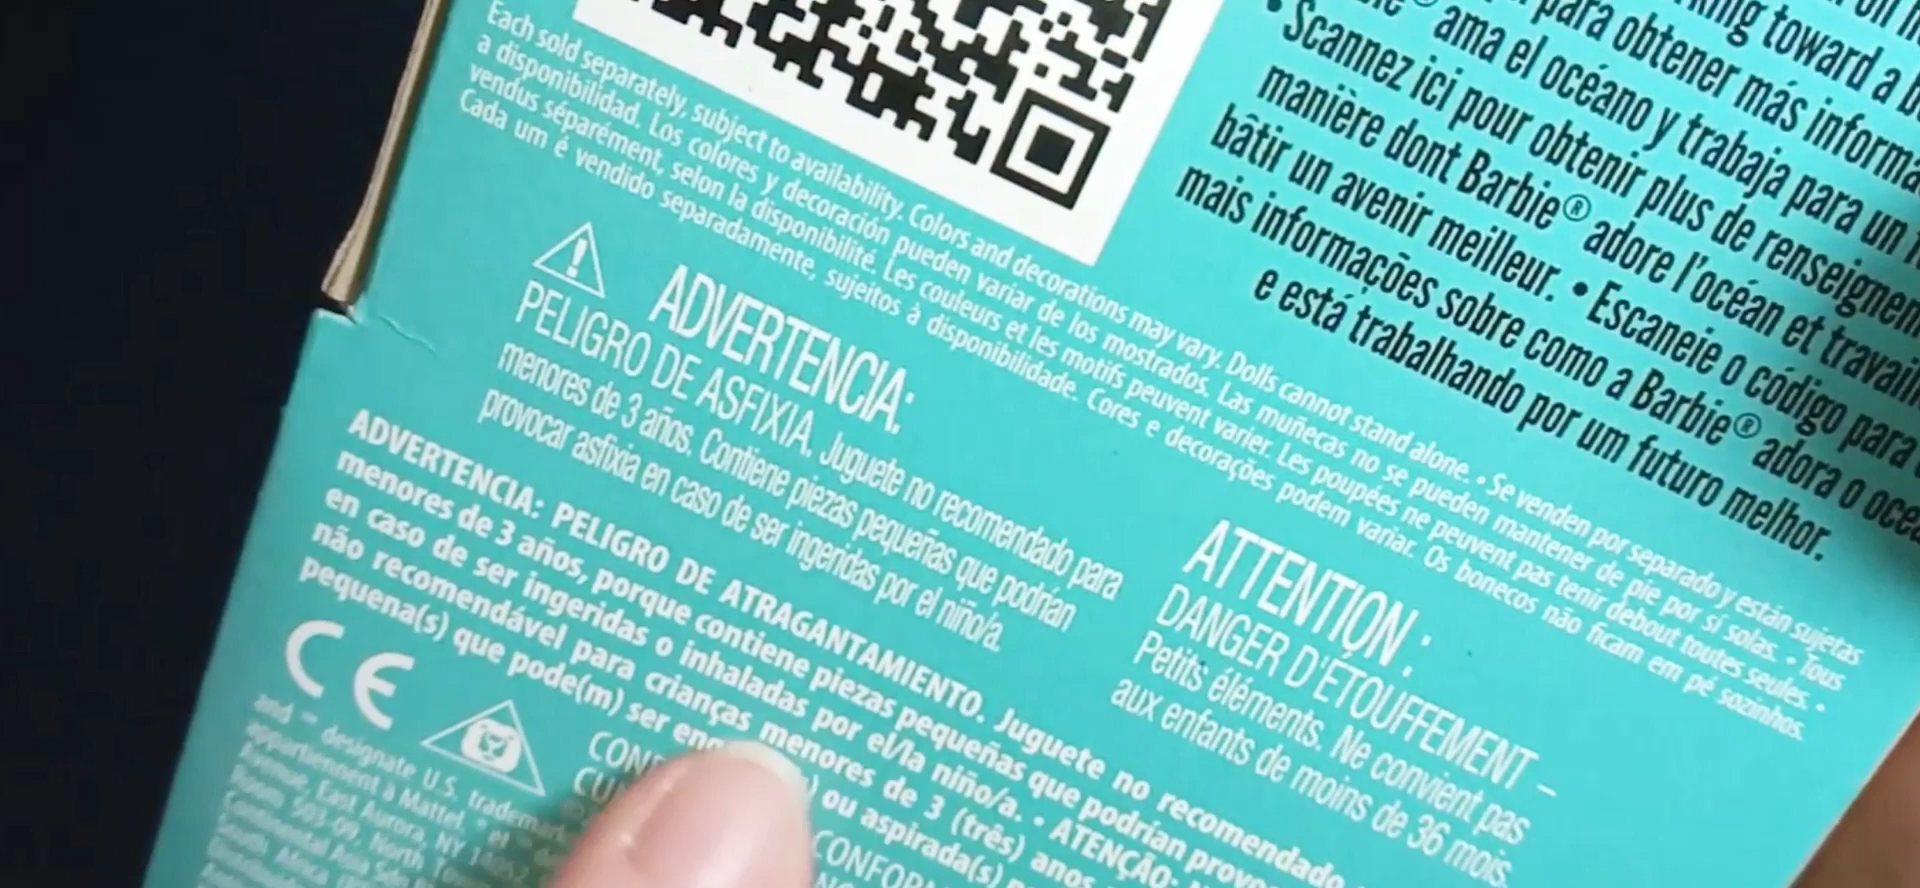 Each sold separately, subject to availability. Colors and decorations may vary. Dolls cannot stand alone. • Se venden por separado y están sujetas
a disponibilidad. Los colores y decoración pueden variar de los mostrados. Las muñecas no se pueden mantener de pie por sí solas. • Tous
vendus séparément, selon la disponibilité. Les couleurs et les motifs peuvent varier. Les poupées ne peuvent pas tenir debout toutes seules. •
Cada um é vendido separadamente, sujeitos à disponibilidade. Cores e decorações podem variar. Os bonecos não ficam em pé sozinhos.
toward a
® ama el océano y trabaja para un
para obtener más
• Scannez ici pour obtenir plus de
manière dont Barbie® adore l'océan et
bâtir un avenir meilleur. • Escaneie o código para
mais informações sobre como a Barbie® adora o
e está trabalhando por um futuro melhor.
ADVERTENCIA:
PELIGRO DE ASFIXIA. Juguete no recomendado para
menores de 3 años. Contiene piezas pequeñas que podrían
provocar asfixia en caso de ser ingeridas por el niño/a.
ATTENTION :
DANGER D'ÉTOUFFEMENT –
Petits éléments. Ne convient pas
aux enfants de moins de 36 mois.
ADVERTENCIA: PELIGRO DE ATRAGANTAMIENTO. Juguete no recomendado
menores de 3 años, porque contiene piezas pequeñas que podrían
en caso de ser ingeridas o inhaladas por el/la niño/a. • ATENÇÃO:
não recomendável para crianças menores de 3 (três) anos
pequena(s) que pode(m) ser ou aspirada(s)
CE
and ™ designate U.S.
appartiennent à Mattel.
East Aurora, NY 14052